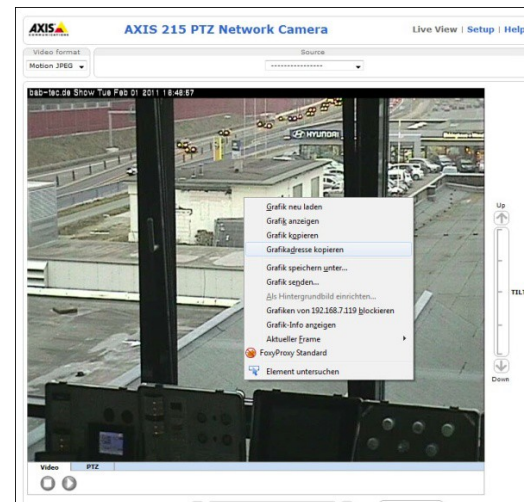 AXIS
COMMUNICATIONS
AXIS 215 PTZ Network Camera
Live View | Setup | Help
Video format
Source
Motion JPEG
----------------
bab-tec.de Show Tue Feb 01 2011 18:48:57
HYUNDAI
Grafik neu laden
Grafik anzeigen
Grafik kopieren
Grafikadresse kopieren
Grafik speichern unter...
Grafik senden...
Als Hintergrundbild einrichten...
Grafiken von 192.168.7.119 blockieren
Grafik-Info anzeigen
Aktueller Frame
FoxyProxy Standard
Element untersuchen
Up
TILT
Down
Video
PTZ